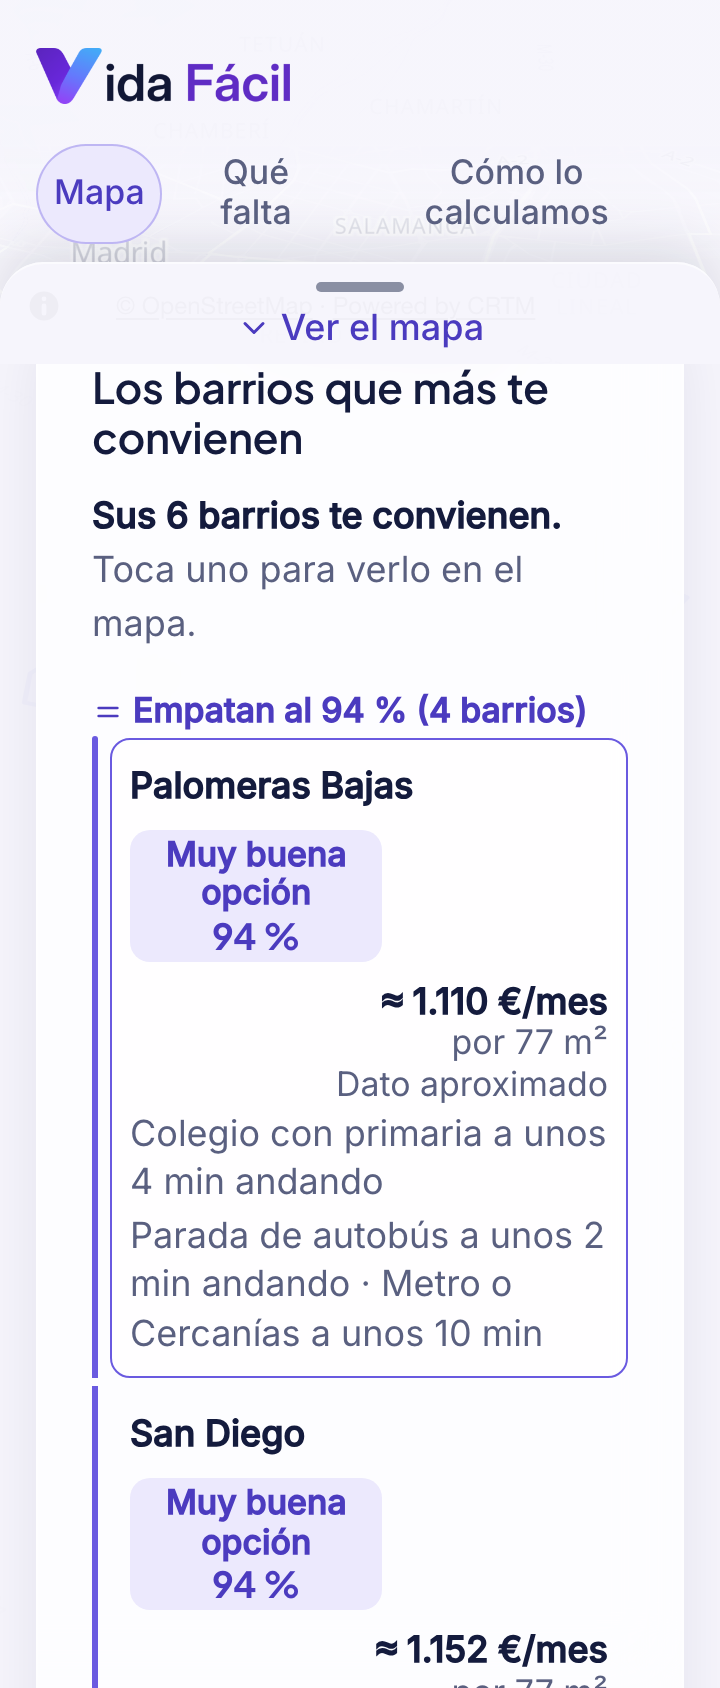 Vida Fácil
Mapa
Qué
falta
Cómo lo
calculamos
SALAMANCA
Madrid
© OpenStreetMap · Powered by CRTM
Ver el mapa
Los barrios que más te
convienen
Sus 6 barrios te convienen.
Toca uno para verlo en el
mapa.
= Empatan al 94 % (4 barrios)
Palomeras Bajas
Muy buena
opción
94 %
≈ 1.110 €/mes
por 77 m²
Dato aproximado
Colegio con primaria a unos
4 min andando
Parada de autobús a unos 2
min andando · Metro o
Cercanías a unos 10 min
San Diego
Muy buena
opción
94 %
≈ 1.152 €/mes
por 77 m²